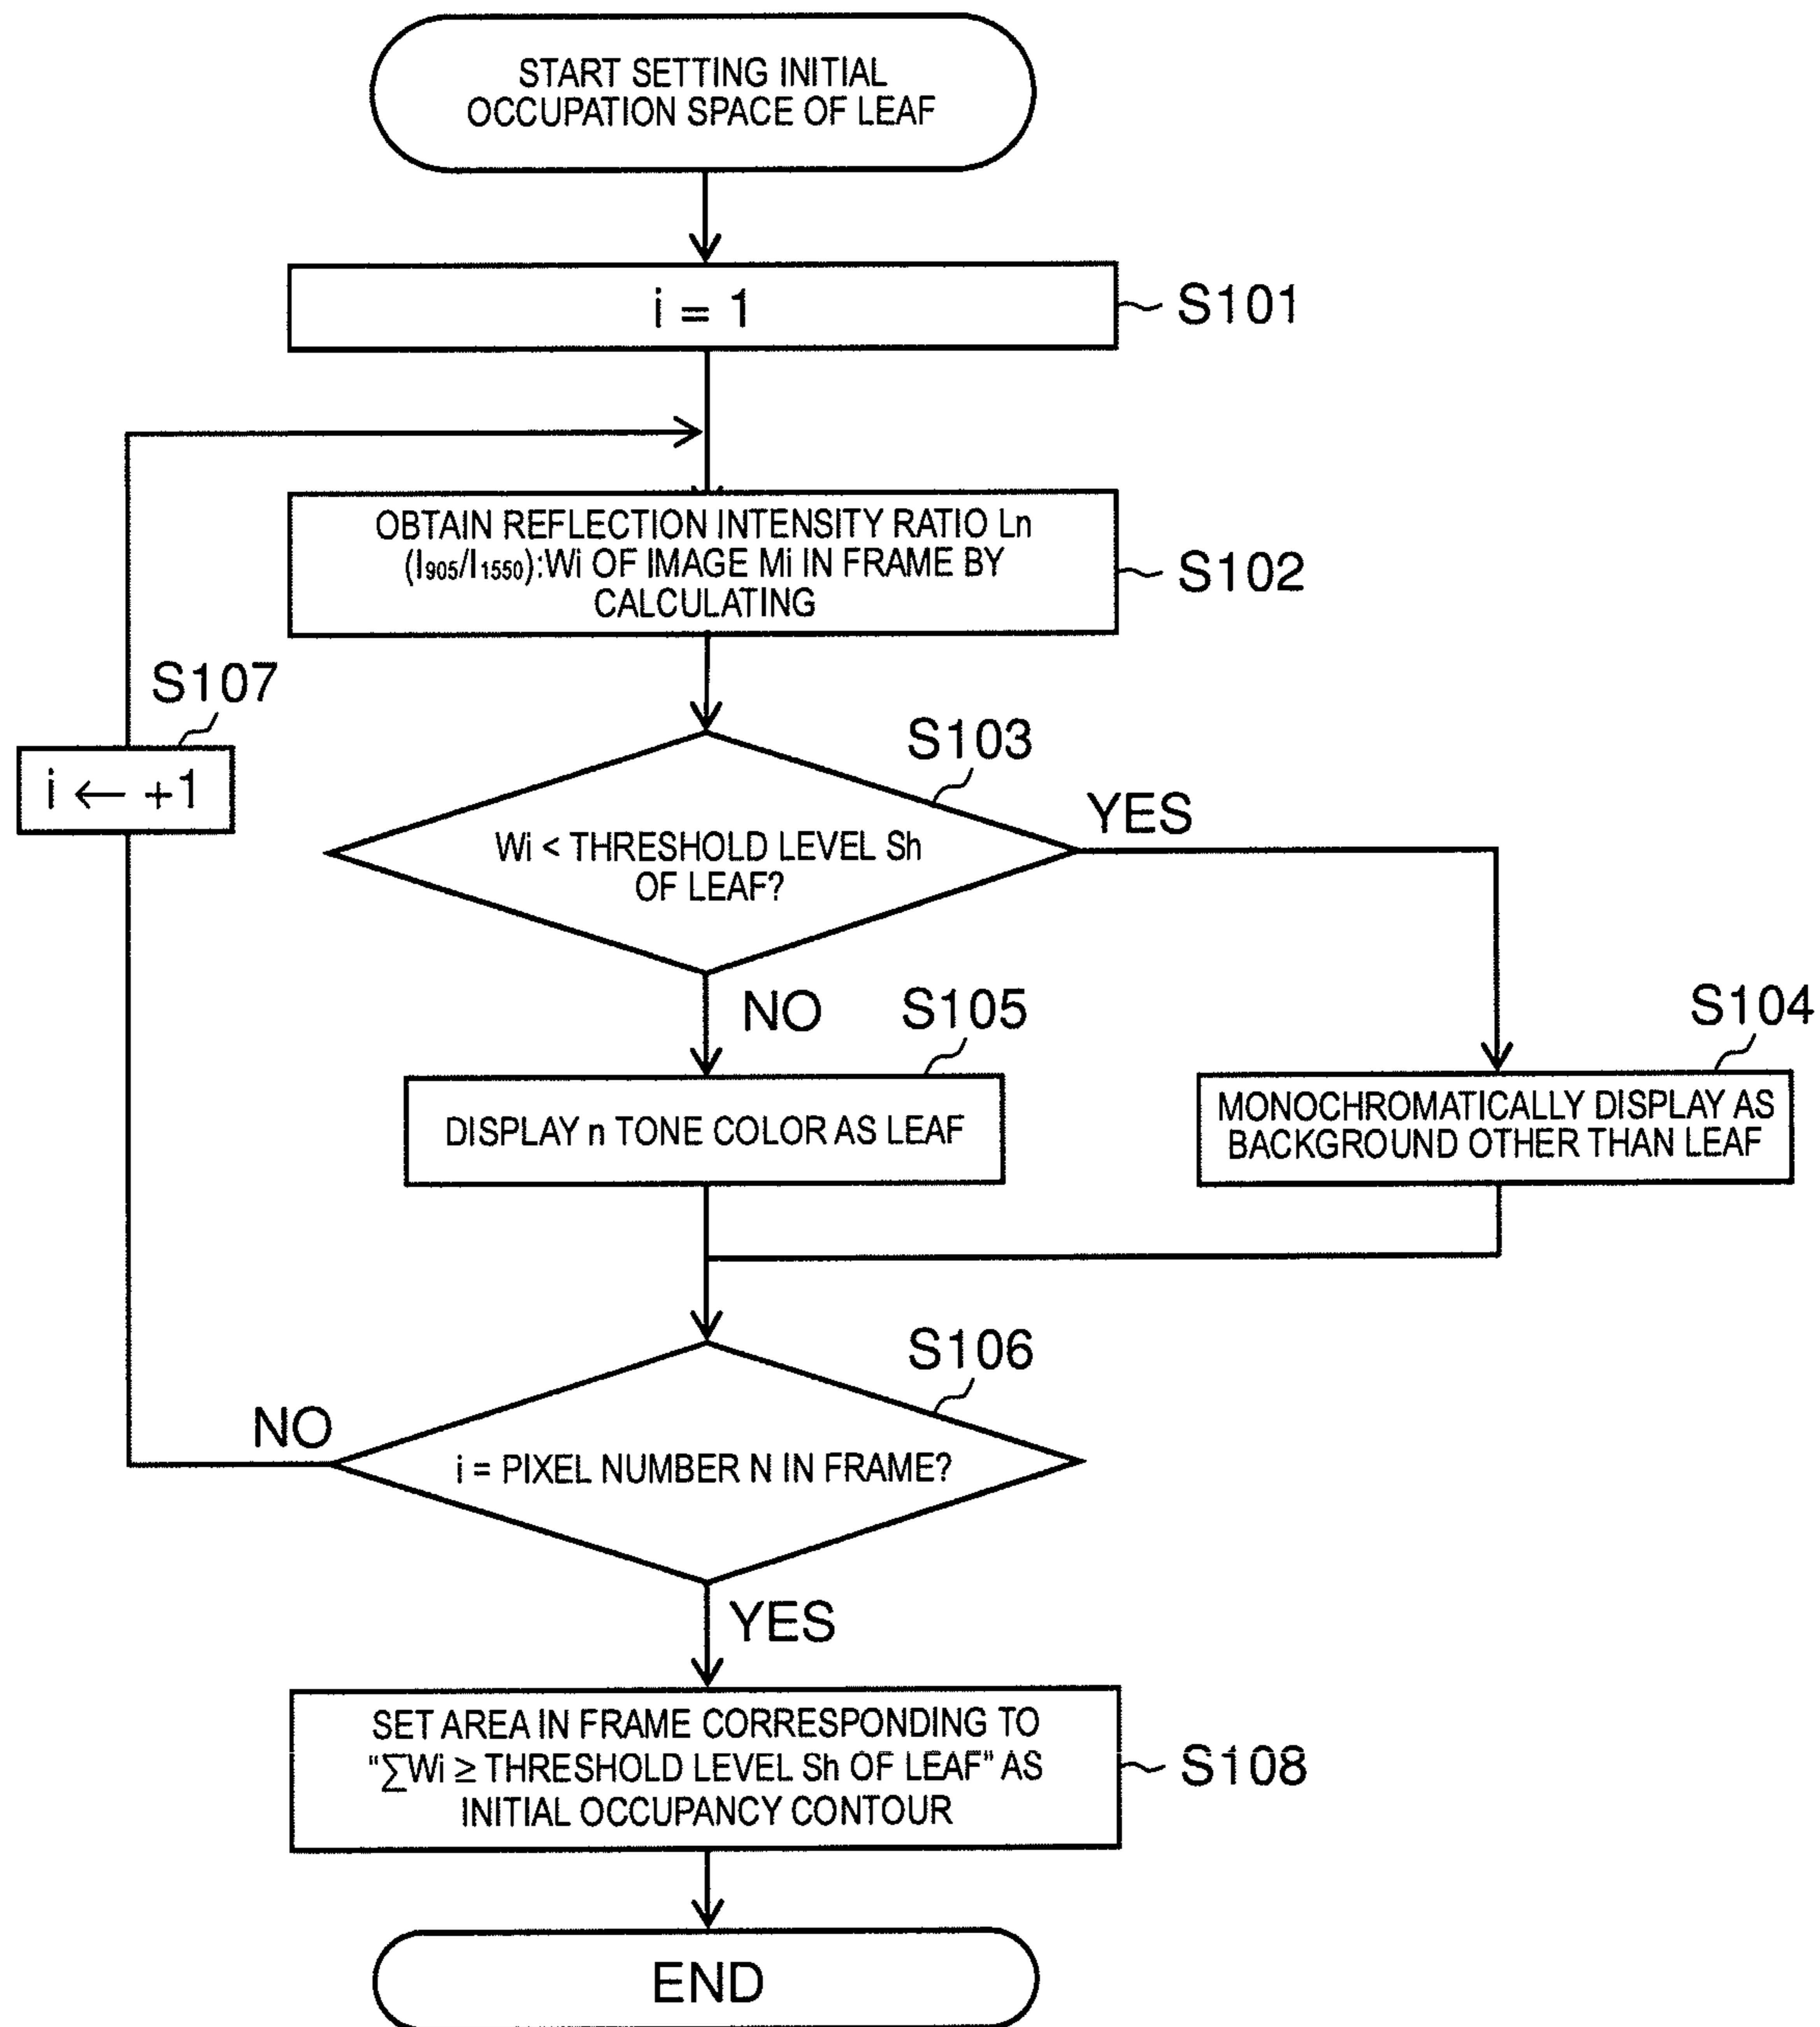 START SETTING INITIAL
OCCUPATION SPACE OF LEAF
i = 1
S101
OBTAIN REFLECTION INTENSITY RATIO Ln
(I905/I1550):Wi OF IMAGE Mi IN FRAME BY
CALCULATING
S102
S107
i ← +1
S103
Wi < THRESHOLD LEVEL Sh
OF LEAF?
YES
NO
S105
DISPLAY n TONE COLOR AS LEAF
S104
MONOCHROMATICALLY DISPLAY AS
BACKGROUND OTHER THAN LEAF
S106
i = PIXEL NUMBER N IN FRAME?
NO
YES
SET AREA IN FRAME CORRESPONDING TO
"∑Wi ≥ THRESHOLD LEVEL Sh OF LEAF" AS
INITIAL OCCUPANCY CONTOUR
S108
END